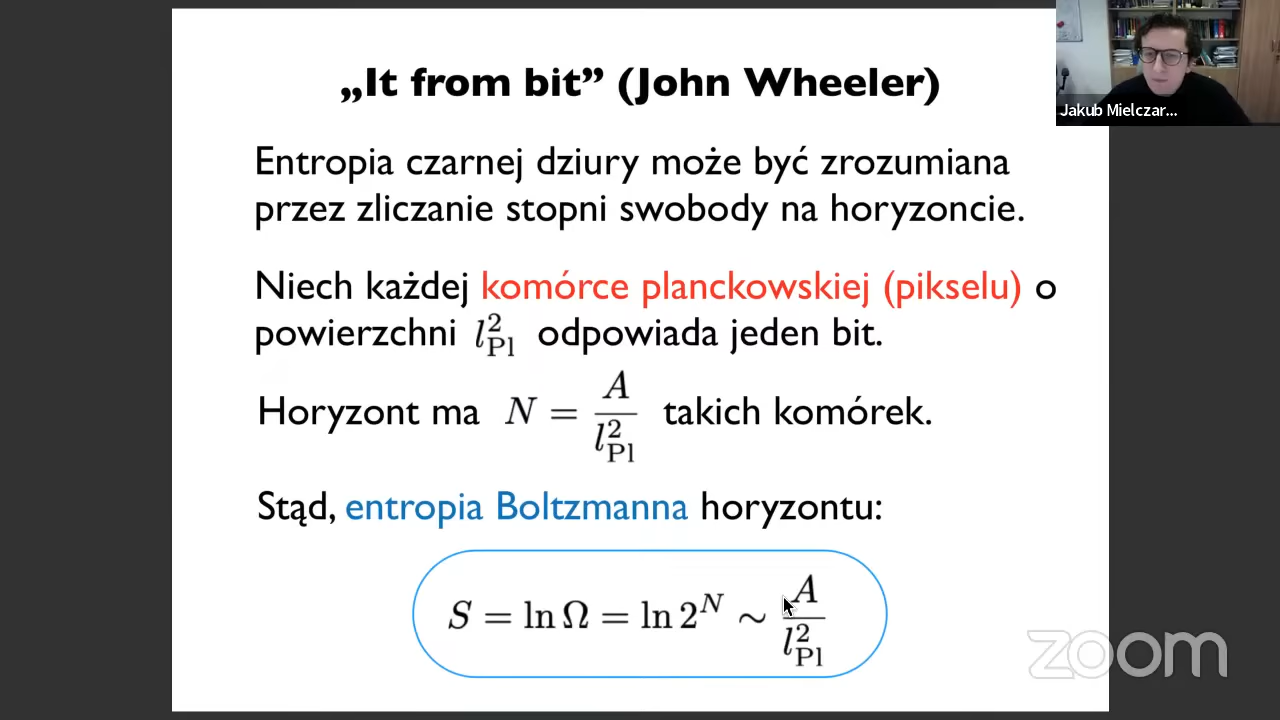 „It from bit” (John Wheeler)
Jakub Mielczar...
Entropia czarnej dziury może być zrozumiana
przez zliczanie stopni swobody na horyzoncie.
Niech każdej komórce planckowskiej (pikselu) o
powierzchni l²_Pl odpowiada jeden bit.
Horyzont ma N = A / l²_Pl takich komórek.
Stąd, entropia Boltzmanna horyzontu:
S = ln Ω = ln 2^N ∼ A / l²_Pl
zoom